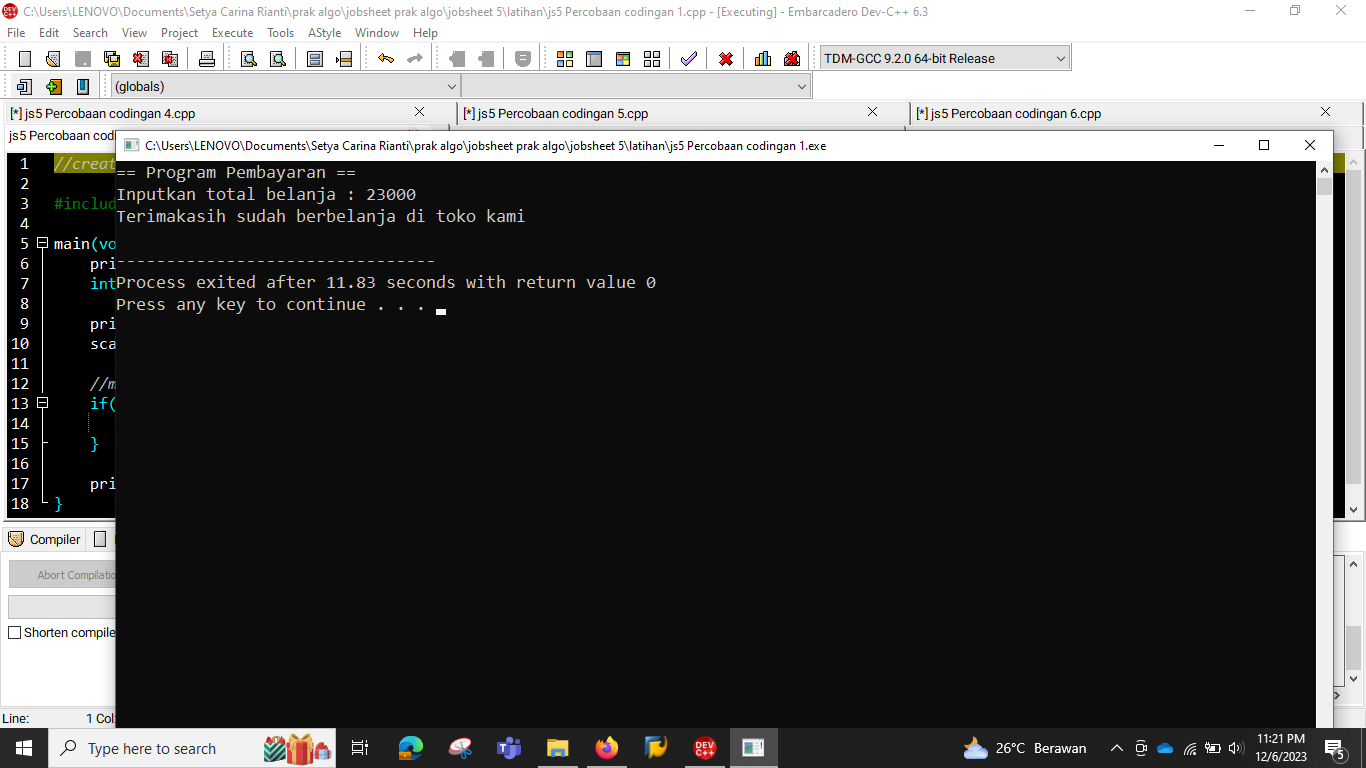 C:\Users\LENOVO\Documents\Setya Carina Rianti\prak algo\jobsheet prak algo\jobsheet 5\latihan\js5 Percobaan codingan 1.cpp - [Executing] - Embarcadero Dev-C++ 6.3
File Edit Search View Project Execute Tools AStyle Window Help
TDM-GCC 9.2.0 64-bit Release
(globals)
[*] js5 Percobaan codingan 4.cpp [*] js5 Percobaan codingan 5.cpp [*] js5 Percobaan codingan 6.cpp
js5 Percobaan codi
C:\Users\LENOVO\Documents\Setya Carina Rianti\prak algo\jobsheet prak algo\jobsheet 5\latihan\js5 Percobaan codingan 1.exe
== Program Pembayaran ==
Inputkan total belanja : 23000
Terimakasih sudah berbelanja di toko kami
--------------------------------
Process exited after 11.83 seconds with return value 0
Press any key to continue . . .
1 //creat
2
3 #includ
4
5 main(vo
6 pri
7 int
8
9 pri
10 sca
11
12 //m
13 if(
14
15 }
16
17 pri
18 }
Compiler
Abort Compilatio
Shorten compile
Line: 1 Col:
Type here to search
DEV C++
26°C Berawan
11:21 PM
12/6/2023
5